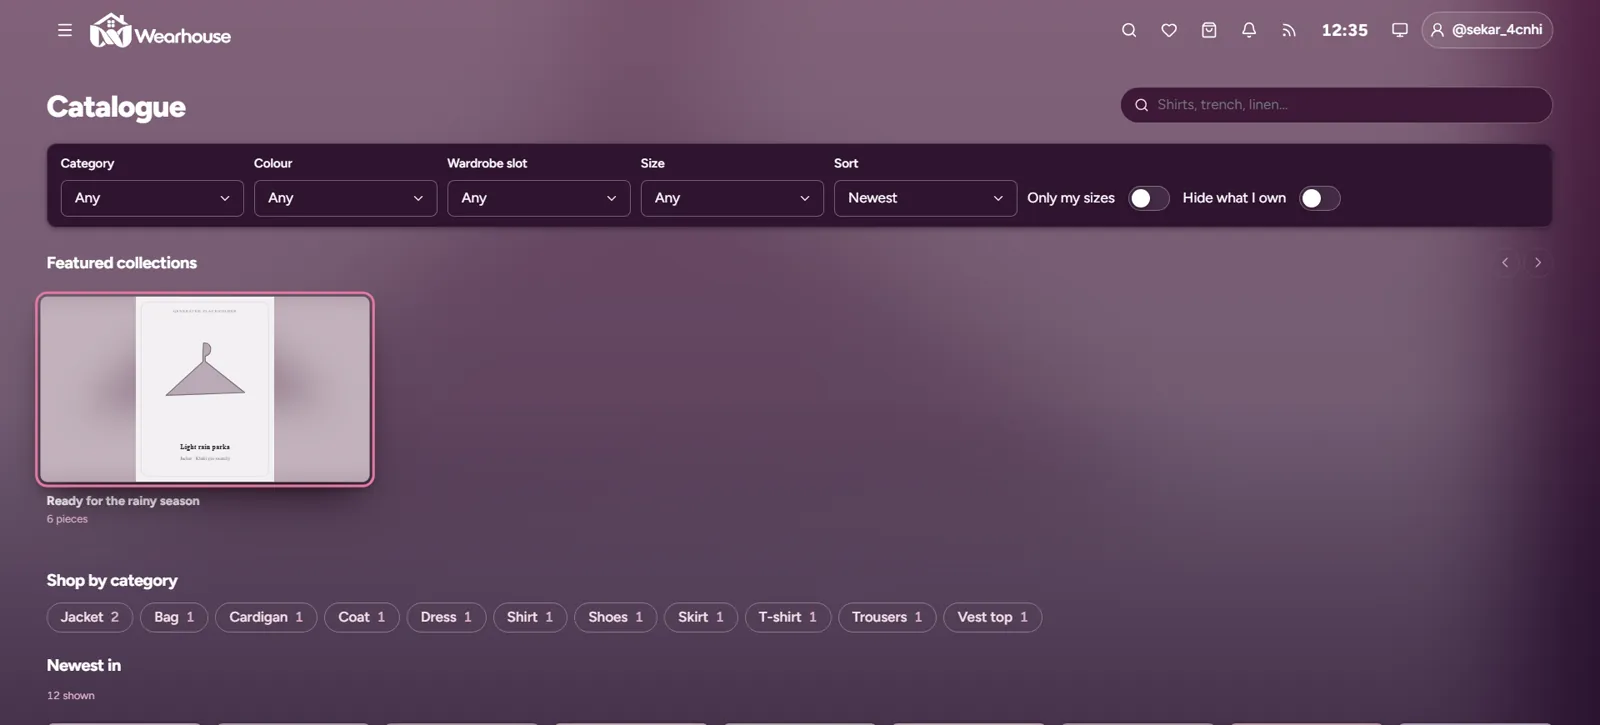 Wearhouse
12:35
@sekar_4cnhi
Catalogue
Shirts, trench, linen...
Category
Colour
Wardrobe slot
Size
Sort
Any
Any
Any
Any
Newest
Only my sizes
Hide what I own
Featured collections
GENERATED PLACEHOLDER
Light rain parka
Ready for the rainy season
6 pieces
Shop by category
Jacket 2
Bag 1
Cardigan 1
Coat 1
Dress 1
Shirt 1
Shoes 1
Skirt 1
T-shirt 1
Trousers 1
Vest top 1
Newest in
12 shown